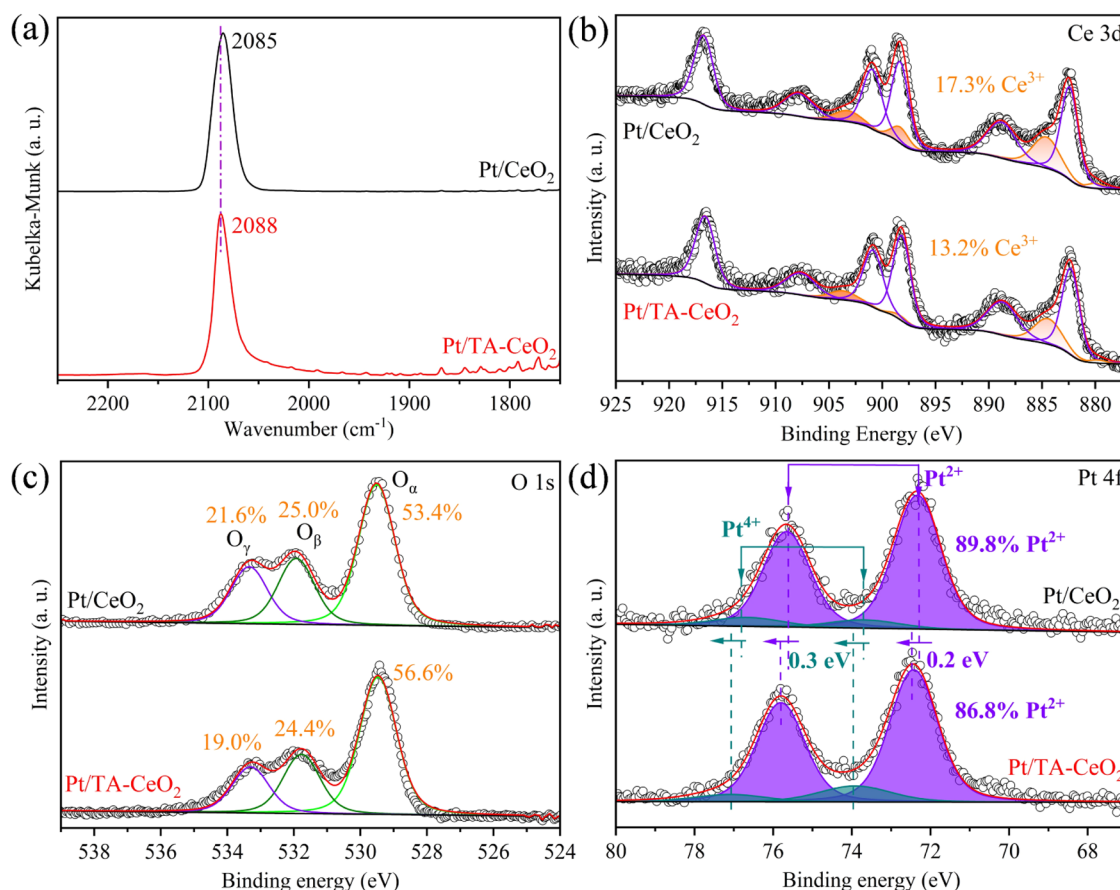 (a)
2085
Pt/CeO₂
2088
Pt/TA-CeO₂
2200 2100 2000 1900 1800
Wavenumber (cm⁻¹)
Kubelka-Munk (a. u.)
(b)
Ce 3d
17.3% Ce³⁺
Pt/CeO₂
13.2% Ce³⁺
Pt/TA-CeO₂
925 920 915 910 905 900 895 890 885 880
Binding Energy (eV)
Intensity (a. u.)
(c)
O 1s
Oα
21.6% 25.0% 53.4%
Oγ Oβ
Pt/CeO₂
56.6%
19.0% 24.4%
Pt/TA-CeO₂
538 536 534 532 530 528 526 524
Binding energy (eV)
Intensity (a. u.)
(d)
Pt 4f
Pt²⁺
Pt⁴⁺
89.8% Pt²⁺
Pt/CeO₂
0.3 eV 0.2 eV
86.8% Pt²⁺
Pt/TA-CeO₂
80 78 76 74 72 70 68
Binding energy (eV)
Intensity (a. u.)